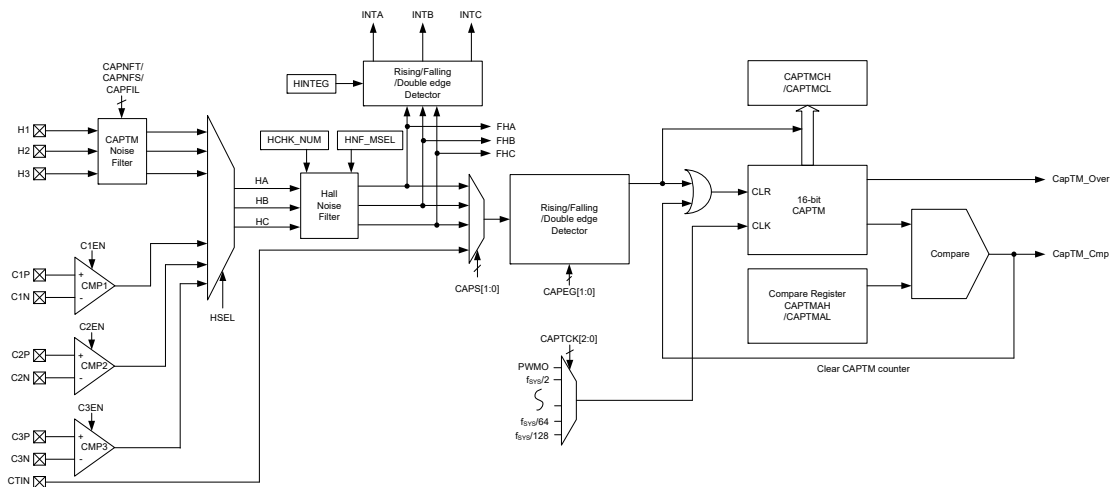 INTA
INTB
INTC
CAPNFT/
CAPNFS/
CAPFIL
HINTEG
Rising/Falling
/Double edge
Detector
CAPTMCH
/CAPTMCL
H1
H2
H3
CAPTM
Noise
Filter
HCHK_NUM
HNF_MSEL
FHA
FHB
FHC
HA
HB
HC
Hall
Noise
Filter
Rising/Falling
/Double edge
Detector
CLR
CLK
16-bit
CAPTM
CapTM_Over
C1EN
C1P
C1N
+
-
CMP1
HSEL
CAPS[1:0]
CAPEG[1:0]
Compare
CapTM_Cmp
Compare Register
CAPTMAH
/CAPTMAL
C2EN
C2P
C2N
+
-
CMP2
CAPTCK[2:0]
PWMO
fSYS/2
fSYS/64
fSYS/128
Clear CAPTM counter
C3EN
C3P
C3N
+
-
CMP3
CTIN